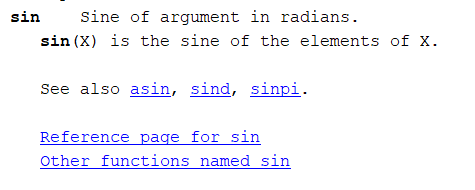 sin    Sine of argument in radians.
sin(X) is the sine of the elements of X.
See also asin, sind, sinpi.
Reference page for sin
Other functions named sin